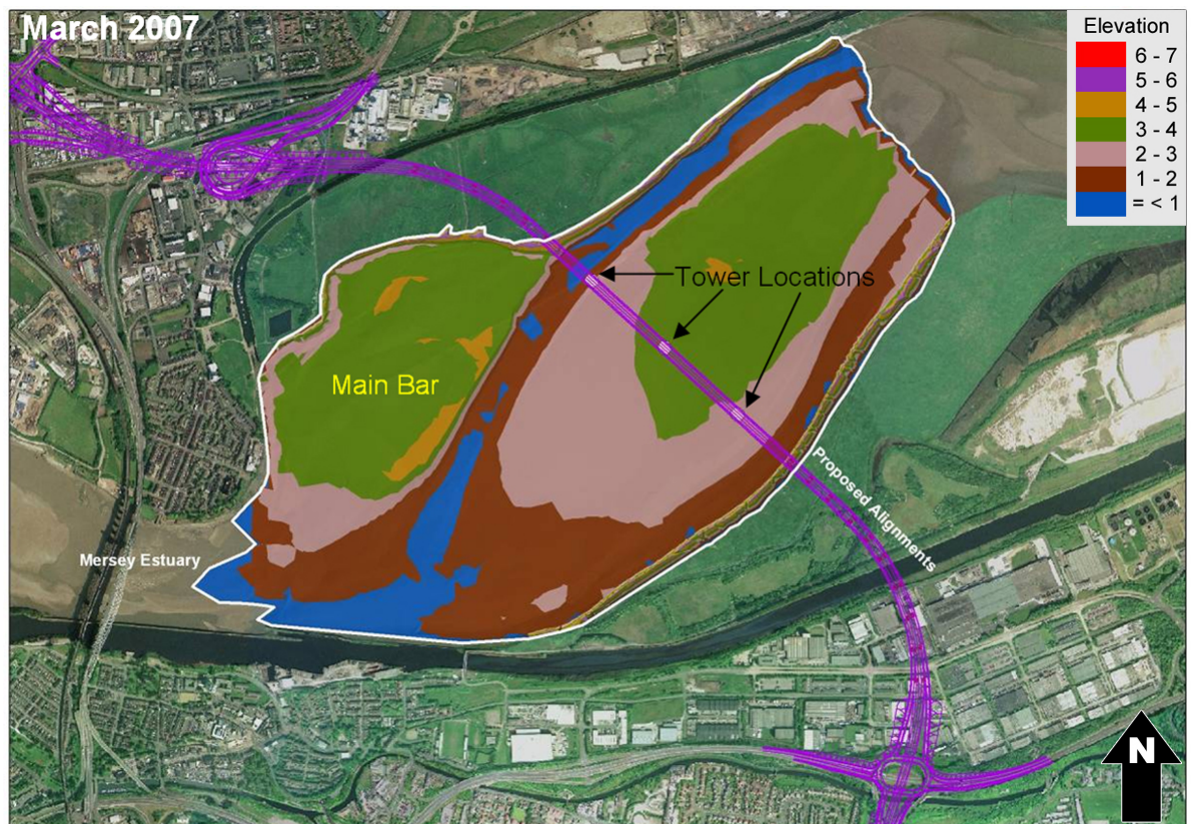 March 2007
Elevation
6 - 7
5 - 6
4 - 5
3 - 4
2 - 3
1 - 2
= < 1
Tower Locations
Main Bar
Proposed Alignments
Mersey Estuary
N